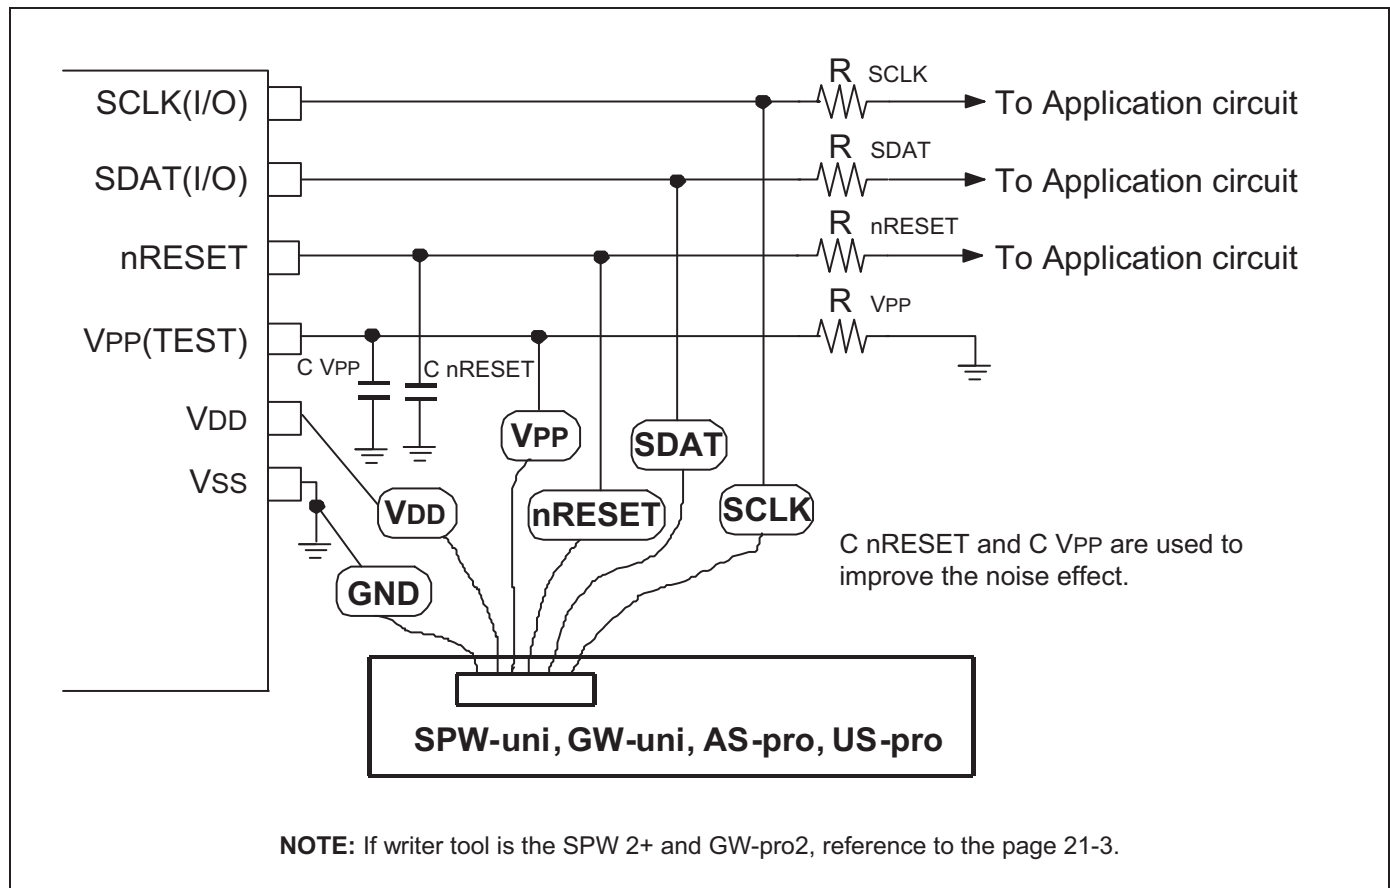 SCLK(I/O)
R SCLK
To Application circuit
SDAT(I/O)
R SDAT
To Application circuit
nRESET
R nRESET
To Application circuit
VPP(TEST)
R VPP
C VPP
C nRESET
VDD
VSS
VPP
SDAT
VDD
nRESET
SCLK
GND
C nRESET and C VPP are used to
improve the noise effect.
SPW-uni, GW-uni, AS-pro, US-pro
NOTE: If writer tool is the SPW 2+ and GW-pro2, reference to the page 21-3.